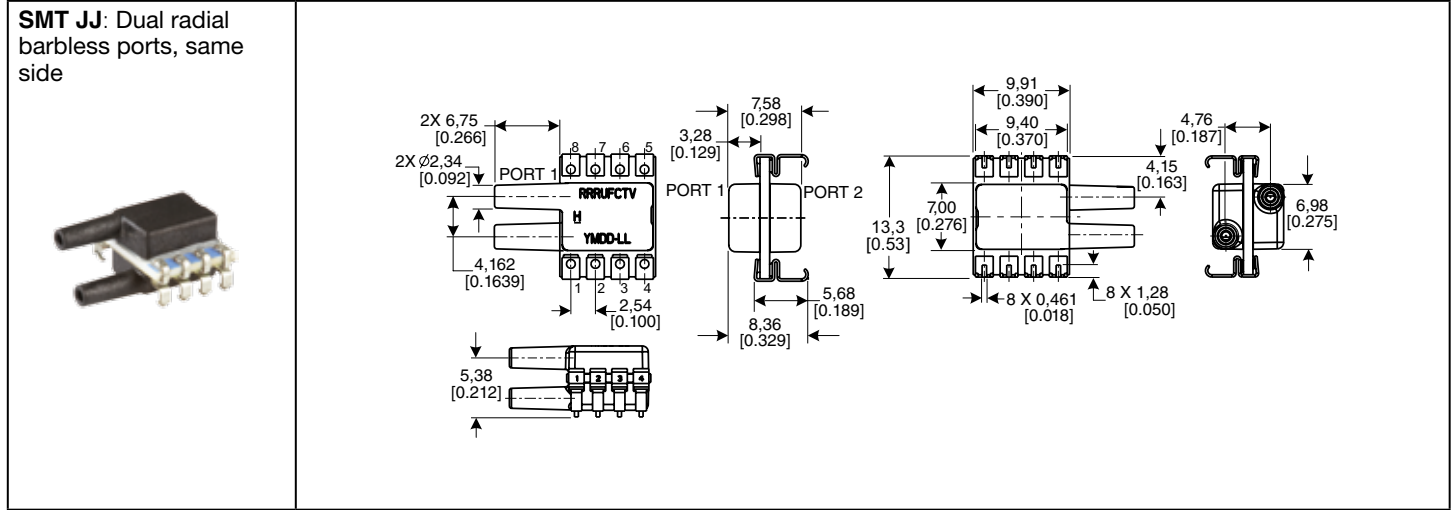 SMT JJ: Dual radial
barbless ports, same
side
2X 6,75
[0.266]
2X Ø2,34
[0.092]
PORT 1
8 7 6 5
RRRUFCTV
H
YMDD-LL
4,162
[0.1639]
1 2 3 4
2,54
[0.100]
7,58
[0.298]
3,28
[0.129]
PORT 1
PORT 2
5,68
[0.189]
8,36
[0.329]
9,91
[0.390]
9,40
[0.370]
4,15
[0.163]
7,00
[0.276]
13,3
[0.53]
8 X 0,461
[0.018]
8 X 1,28
[0.050]
4,76
[0.187]
6,98
[0.275]
5,38
[0.212]
1 2 3 4